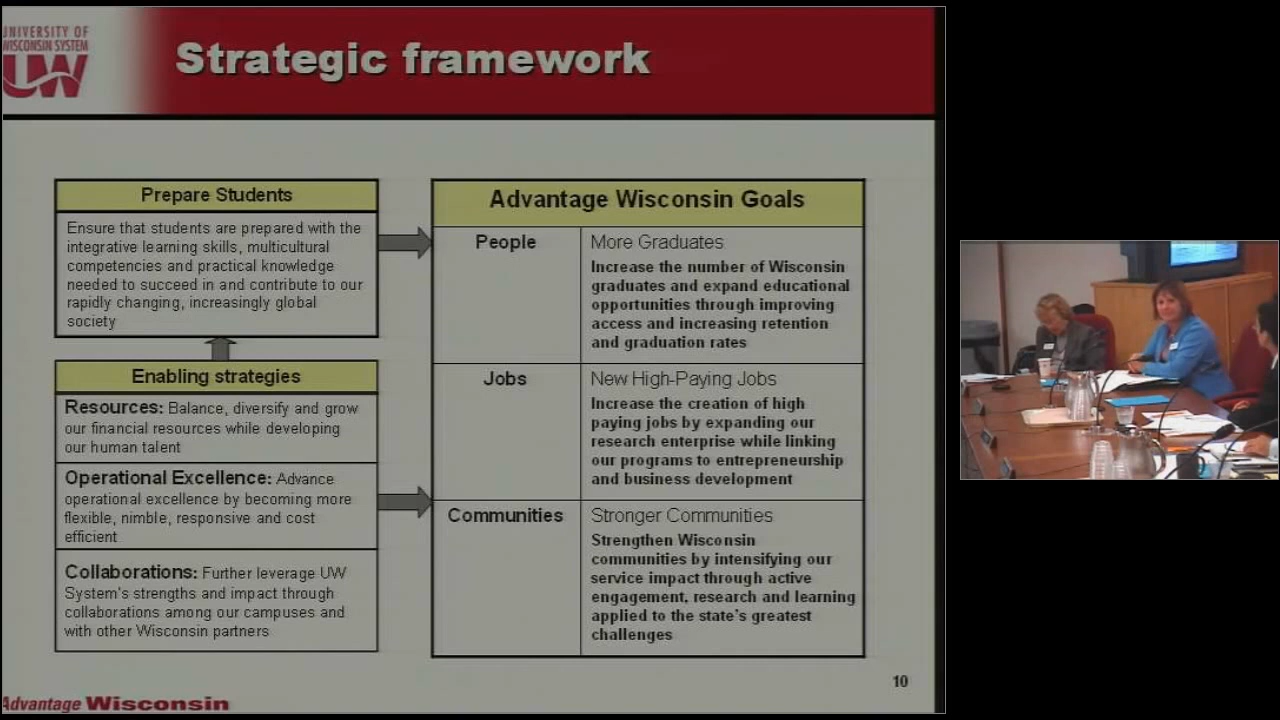 UNIVERSITY OF
WISCONSIN SYSTEM
UW
Strategic framework
Prepare Students
Ensure that students are prepared with the
integrative learning skills, multicultural
competencies and practical knowledge
needed to succeed in and contribute to our
rapidly changing, increasingly global
society
Enabling strategies
Resources: Balance, diversify and grow
our financial resources while developing
our human talent
Operational Excellence: Advance
operational excellence by becoming more
flexible, nimble, responsive and cost
efficient
Collaborations: Further leverage UW
System's strengths and impact through
collaborations among our campuses and
with other Wisconsin partners
Advantage Wisconsin Goals
People
More Graduates
Increase the number of Wisconsin
graduates and expand educational
opportunities through improving
access and increasing retention
and graduation rates
Jobs
New High-Paying Jobs
Increase the creation of high
paying jobs by expanding our
research enterprise while linking
our programs to entrepreneurship
and business development
Communities
Stronger Communities
Strengthen Wisconsin
communities by intensifying our
service impact through active
engagement, research and learning
applied to the state's greatest
challenges
10
Advantage Wisconsin